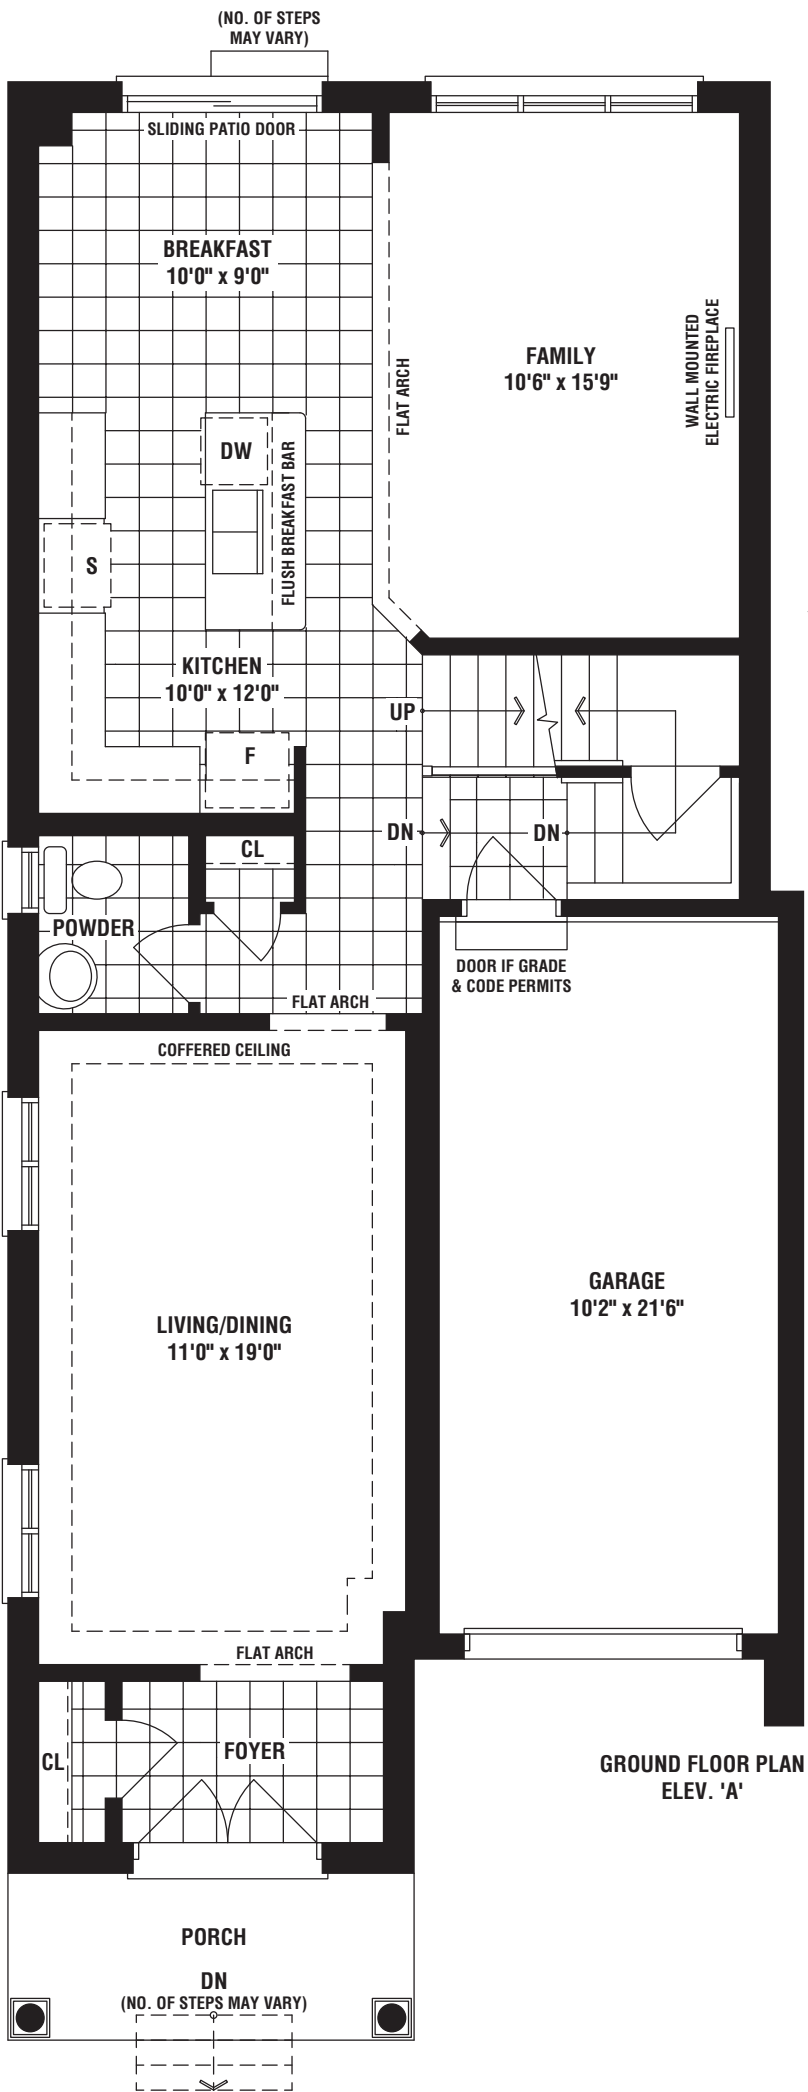 (NO. OF STEPS
MAY VARY)
SLIDING PATIO DOOR
BREAKFAST
10'0" x 9'0"
FAMILY
10'6" x 15'9"
WALL MOUNTED
ELECTRIC FIREPLACE
FLAT ARCH
DW
FLUSH BREAKFAST BAR
S
KITCHEN
10'0" x 12'0"
UP
F
DN
DN
CL
POWDER
DOOR IF GRADE
& CODE PERMITS
FLAT ARCH
COFFERED CEILING
GARAGE
10'2" x 21'6"
LIVING/DINING
11'0" x 19'0"
FLAT ARCH
CL
FOYER
GROUND FLOOR PLAN
ELEV. 'A'
PORCH
DN
(NO. OF STEPS MAY VARY)